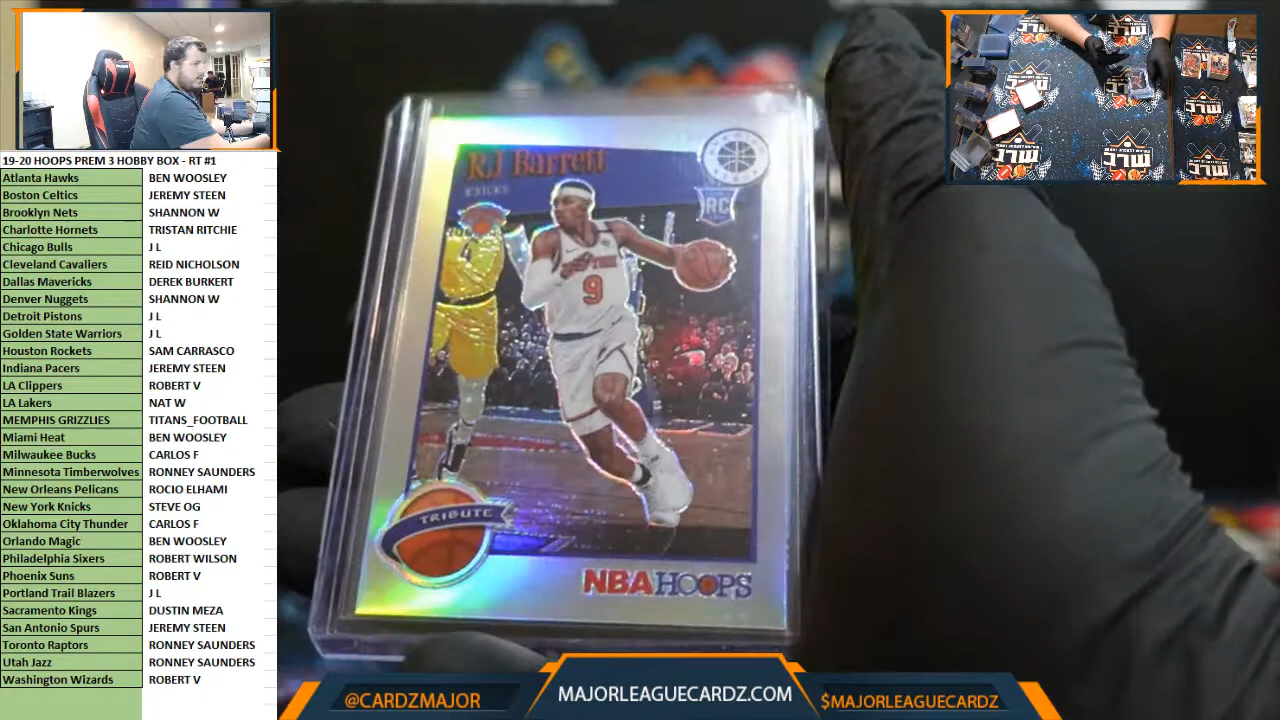 19-20 HOOPS PREM 3 HOBBY BOX - RT #1
Atlanta Hawks BEN WOOSLEY
Boston Celtics JEREMY STEEN
Brooklyn Nets SHANNON W
Charlotte Hornets TRISTAN RITCHIE
Chicago Bulls J L
Cleveland Cavaliers REID NICHOLSON
Dallas Mavericks DEREK BURKERT
Denver Nuggets SHANNON W
Detroit Pistons J L
Golden State Warriors J L
Houston Rockets SAM CARRASCO
Indiana Pacers JEREMY STEEN
LA Clippers ROBERT V
LA Lakers NAT W
MEMPHIS GRIZZLIES TITANS_FOOTBALL
Miami Heat BEN WOOSLEY
Milwaukee Bucks CARLOS F
Minnesota Timberwolves RONNEY SAUNDERS
New Orleans Pelicans ROCIO ELHAMI
New York Knicks STEVE OG
Oklahoma City Thunder CARLOS F
Orlando Magic BEN WOOSLEY
Philadelphia Sixers ROBERT WILSON
Phoenix Suns ROBERT V
Portland Trail Blazers J L
Sacramento Kings DUSTIN MEZA
San Antonio Spurs JEREMY STEEN
Toronto Raptors RONNEY SAUNDERS
Utah Jazz RONNEY SAUNDERS
Washington Wizards ROBERT V
RJ Barrett
KNICKS
RC
NEW YORK
9
4
TRIBUTE
NBA HOOPS
@CARDZMAJOR
MAJORLEAGUECARDZ.COM
$MAJORLEAGUECARDZ